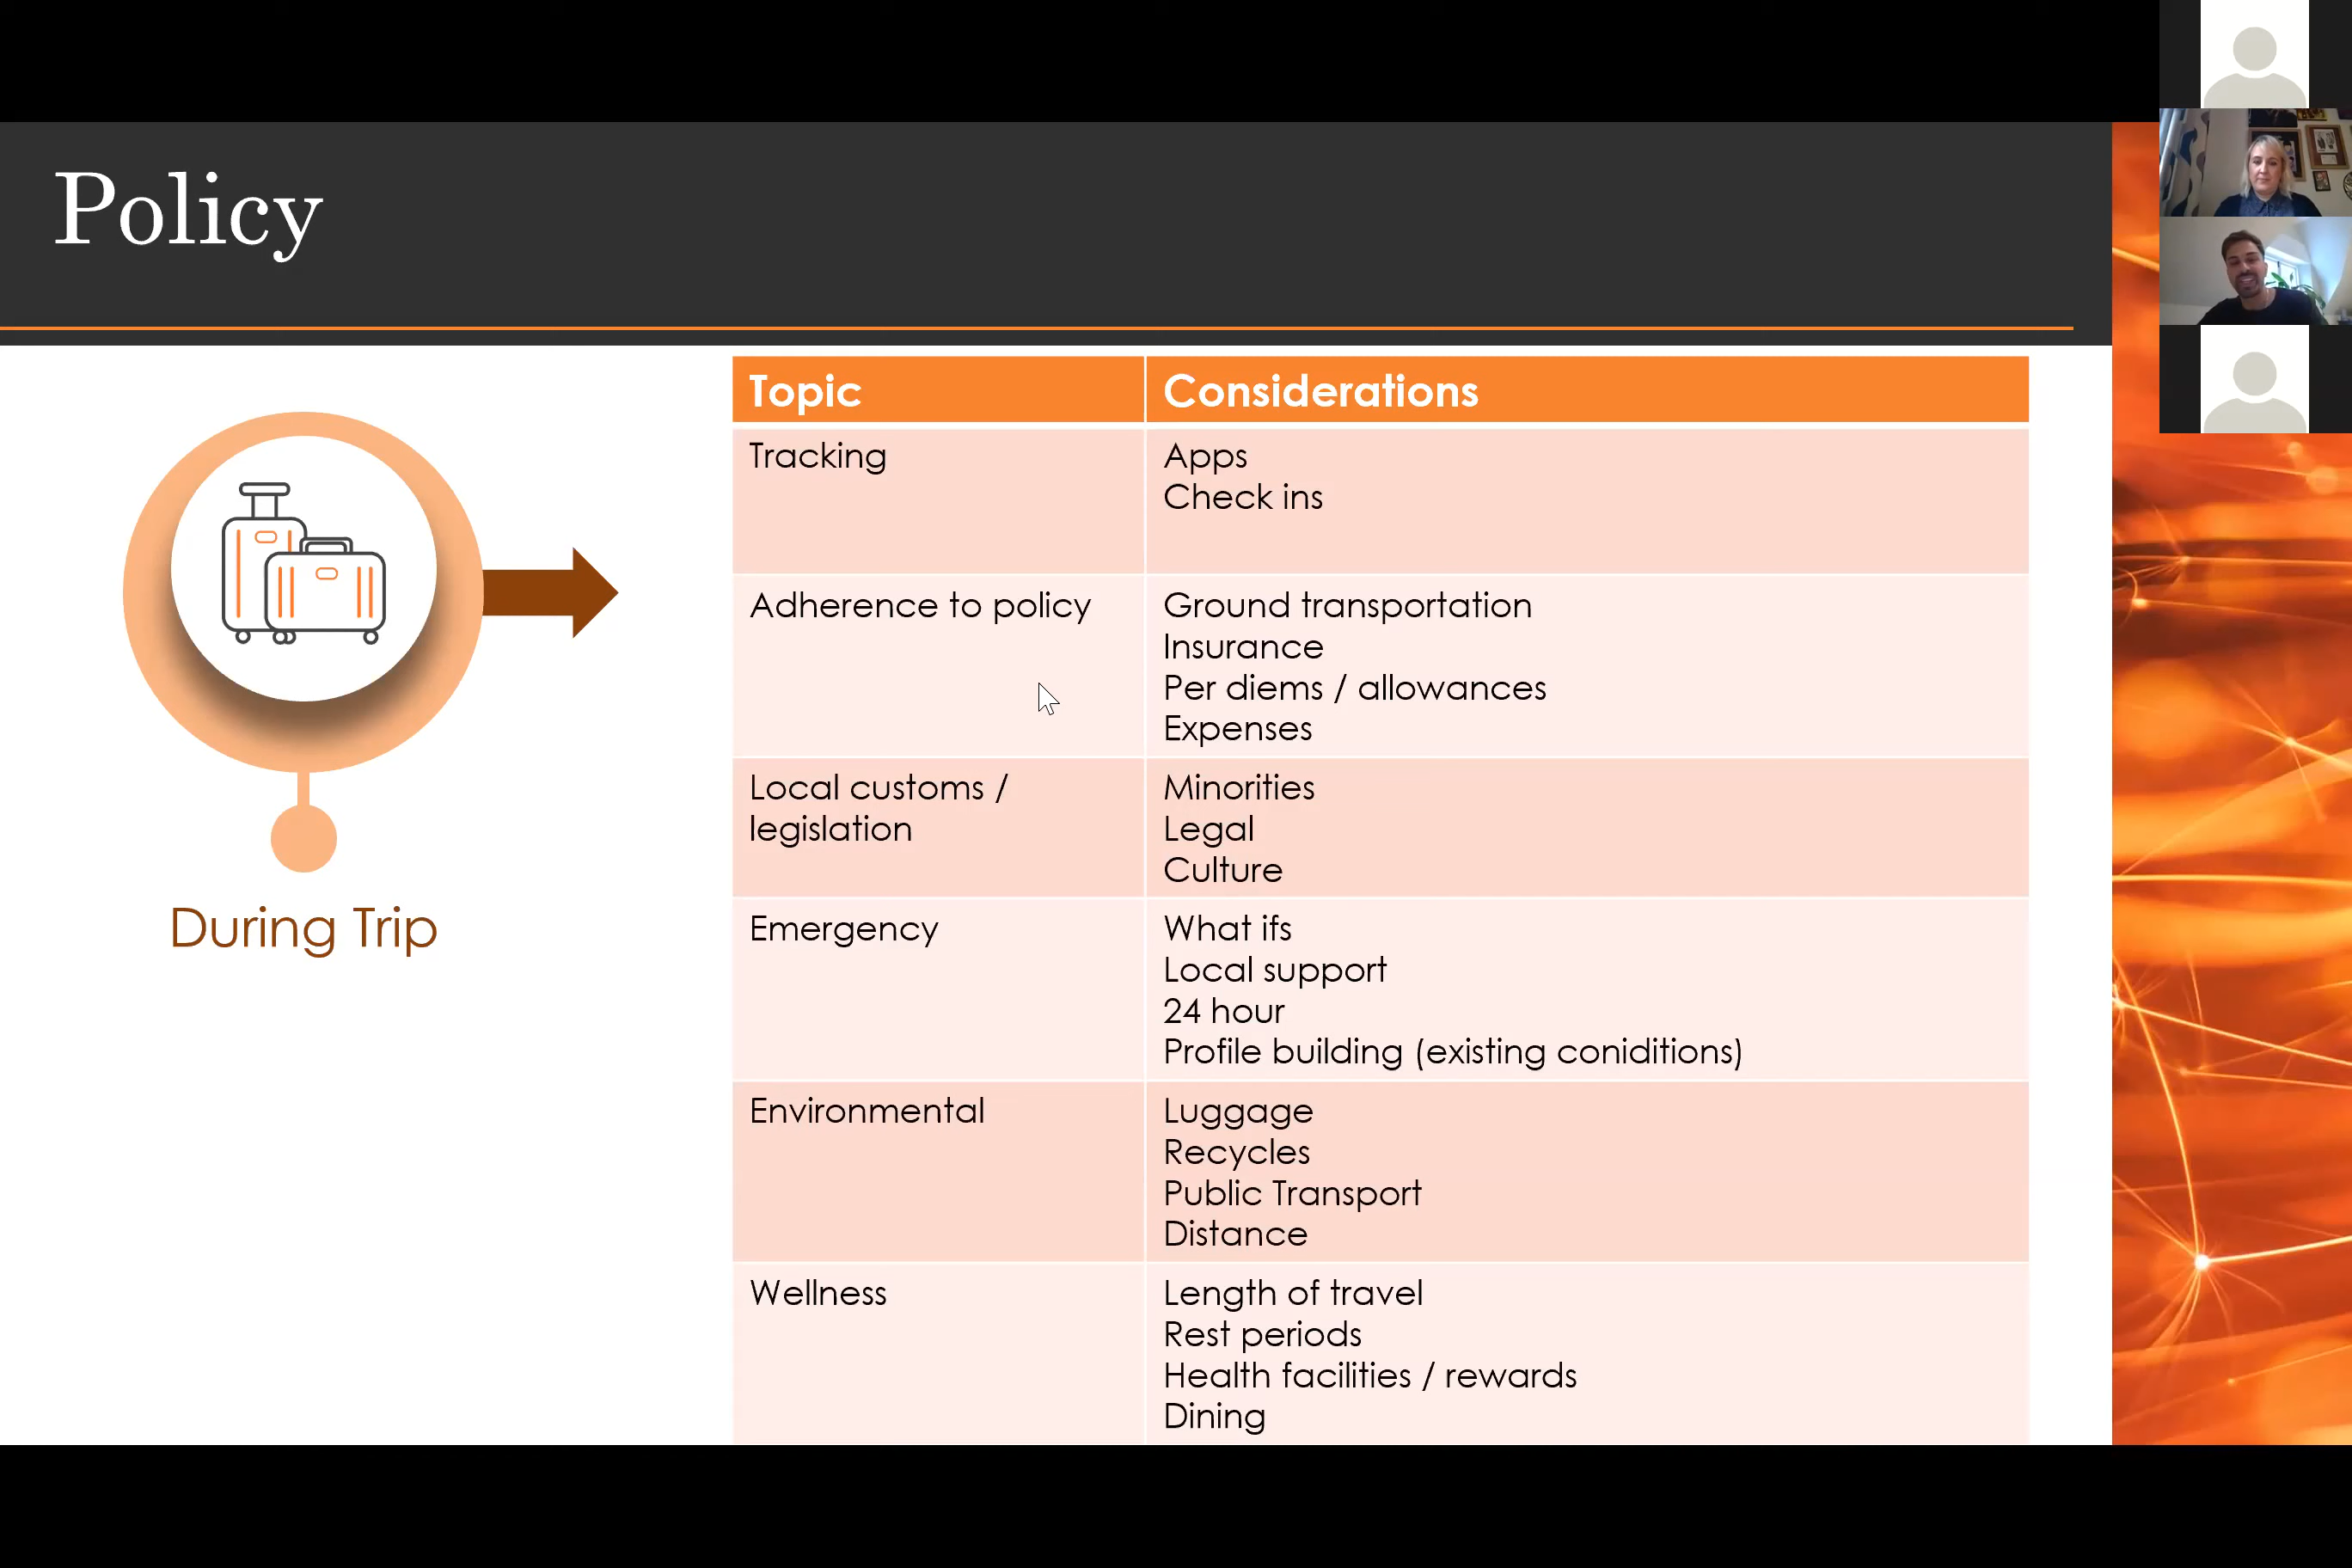 Policy
Topic
Considerations
Tracking
Apps
Check ins
Adherence to policy
Ground transportation
Insurance
Per diems / allowances
Expenses
Local customs /
legislation
Minorities
Legal
Culture
Emergency
What ifs
Local support
24 hour
Profile building (existing coniditions)
Environmental
Luggage
Recycles
Public Transport
Distance
Wellness
Length of travel
Rest periods
Health facilities / rewards
Dining
During Trip